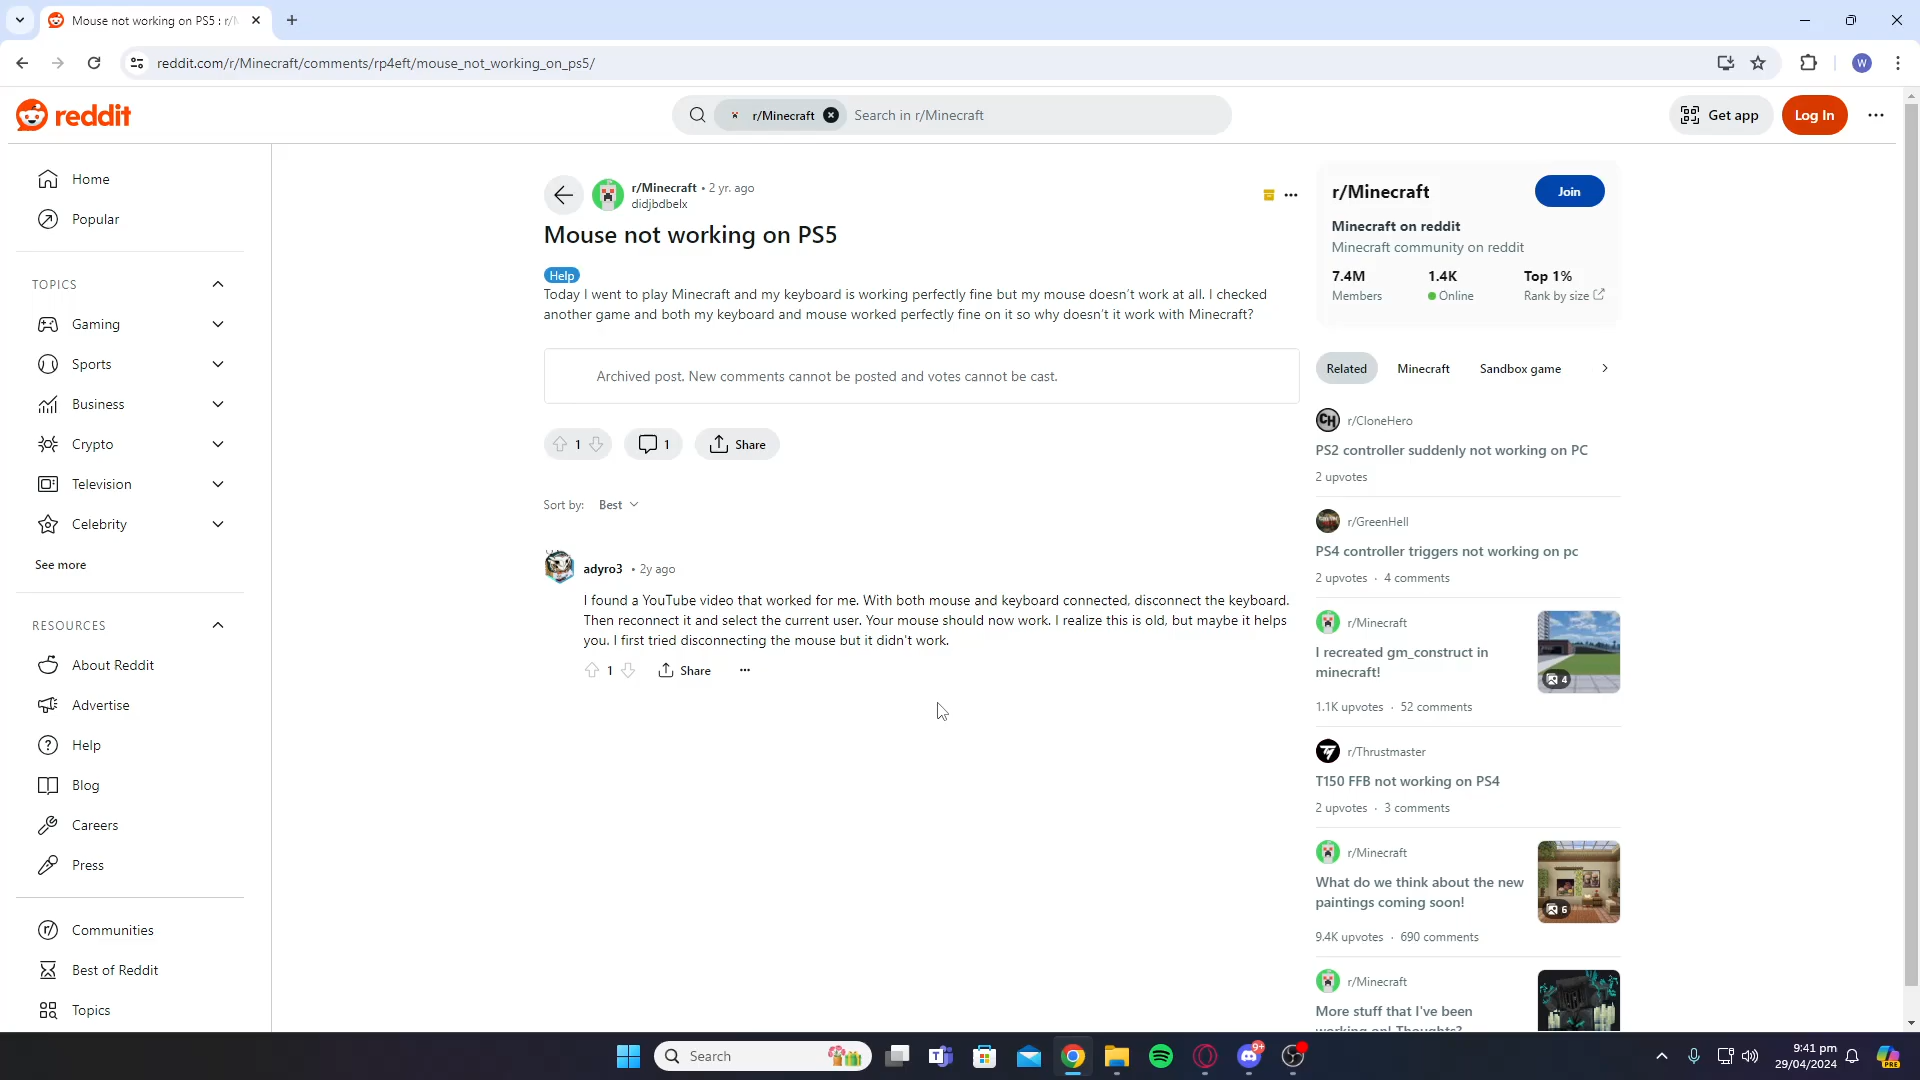 Mouse not working on PS5 : r/M
reddit.com/r/Minecraft/comments/rp4eft/mouse_not_working_on_ps5/
W
reddit
r/Minecraft
Search in r/Minecraft
Get app
Log In
Home
Popular
TOPICS
Gaming
Sports
Business
Crypto
Television
Celebrity
See more
RESOURCES
About Reddit
Advertise
Help
Blog
Careers
Press
Communities
Best of Reddit
Topics
r/Minecraft • 2 yr. ago
didjbdbelx
Mouse not working on PS5
Help
Today I went to play Minecraft and my keyboard is working perfectly fine but my mouse doesn't work at all. I checked
another game and both my keyboard and mouse worked perfectly fine on it so why doesn't it work with Minecraft?
Archived post. New comments cannot be posted and votes cannot be cast.
1
1
Share
Sort by: Best
adyro3 • 2y ago
I found a YouTube video that worked for me. With both mouse and keyboard connected, disconnect the keyboard.
Then reconnect it and select the current user. Your mouse should now work. I realize this is old, but maybe it helps
you. I first tried disconnecting the mouse but it didn't work.
1
Share
r/Minecraft
Join
Minecraft on reddit
Minecraft community on reddit
7.4M
1.4K
Top 1%
Members
Online
Rank by size
Related
Minecraft
Sandbox game
CH
r/CloneHero
PS2 controller suddenly not working on PC
2 upvotes
r/GreenHell
PS4 controller triggers not working on pc
2 upvotes · 4 comments
r/Minecraft
I recreated gm_construct in
minecraft!
4
1.1K upvotes · 52 comments
r/Thrustmaster
T150 FFB not working on PS4
2 upvotes · 3 comments
r/Minecraft
What do we think about the new
paintings coming soon!
6
9.4K upvotes · 690 comments
r/Minecraft
More stuff that I've been
working on! Thoughts?
Search
9+
9:41 pm
29/04/2024
PRE